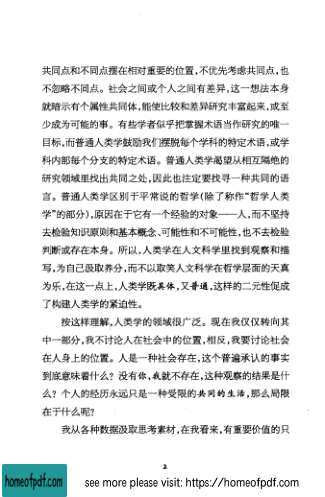 共同点和不同点摆在相对重要的位置，不优先考虑共同点，也
不忽略不同点。社会之间或个人之间有差异，这一想法本身
就暗示有个属性共同体，能使比较和差异研究丰富起来，或至
少成为可能的事。有些学者似乎把掌握术语当作研究的唯一
目标，而普通人类学鼓励我们摆脱每个学科的特定术语，或学
科内部每个分支的特定术语。普通人类学渴望从相互隔绝的
研究领域里找出共同之处，因此也注定要找寻一种共同的语
言。普通人类学区别于平常说的哲学（除了称作“哲学人类
学”的部分），原因在于它有一个经验的对象——人，而不坚持
去检验知识原则和基本概念、可能性和不可能性，也不去检验
判断或存在本身。所以，人类学在人文科学里找到观察和描
写，为自己汲取养分，而不以取笑人文科学在哲学层面的天真
为乐，在这一点上，人类学既具体，又普通，这样的二元性促成
了构建人类学的紧迫性。
按这样理解，人类学的领域很广泛。现在我仅仅转向其
中一部分，我不讨论人在社会中的位置，相反，我要讨论社会
在人身上的位置。人是一种社会存在，这个普遍承认的事实
到底意味着什么？没有你，我就不存在，这种观察的结果是什
么？个人的经历永远只是一种受限的共同的生活，那么局限
在于什么呢？
我从各种数据汲取思考素材，在我看来，有重要价值的只
2
homeofpdf.com
see more please visit: https://homeofpdf.com